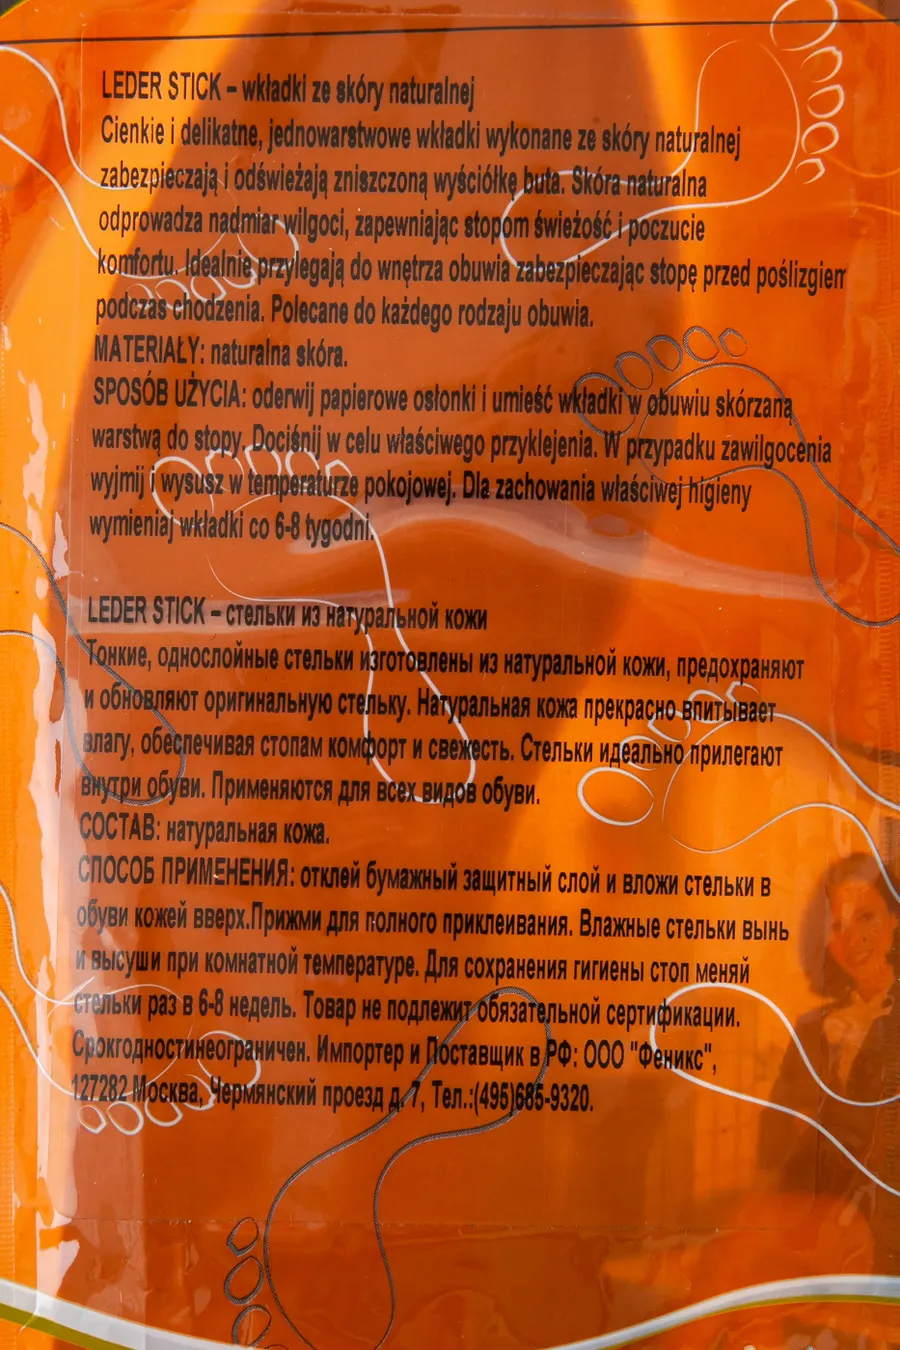 LEDER STICK – wkładki ze skóry naturalnej
Cienkie i delikatne, jednowarstwowe wkładki wykonane ze skóry naturalnej
zabezpieczają i odświeżają zniszczoną wyściółkę buta. Skóra naturalna
odprowadza nadmiar wilgoci, zapewniając stopom świeżość i poczucie
komfortu. Idealnie przylegają do wnętrza obuwia zabezpieczając stopę przed poślizgiem
podczas chodzenia. Polecane do każdego rodzaju obuwia.
MATERIAŁY: naturalna skóra.
SPOSÓB UŻYCIA: oderwij papierowe osłonki i umieść wkładki w obuwiu skórzaną
warstwą do stopy. Dociśnij w celu właściwego przyklejenia. W przypadku zawilgocenia
wyjmij i wysusz w temperaturze pokojowej. Dla zachowania właściwej higieny
wymieniaj wkładki co 6-8 tygodni.
LEDER STICK – стельки из натуральной кожи
Тонкие, однослойные стельки изготовлены из натуральной кожи, предохраняют
и обновляют оригинальную стельку. Натуральная кожа прекрасно впитывает
влагу, обеспечивая стопам комфорт и свежесть. Стельки идеально прилегают
внутри обуви. Применяются для всех видов обуви.
СОСТАВ: натуральная кожа.
СПОСОБ ПРИМЕНЕНИЯ: отклей бумажный защитный слой и вложи стельки в
обуви кожей вверх.Прижми для полного приклеивания. Влажные стельки вынь
и высуши при комнатной температуре. Для сохранения гигиены стоп меняй
стельки раз в 6-8 недель. Товар не подлежит обязательной сертификации.
Срокгодностинеограничен. Импортер и Поставщик в РФ: ООО "Феникс",
127282 Москва, Чермянский проезд д. 7, Тел.:(495)685-9320.